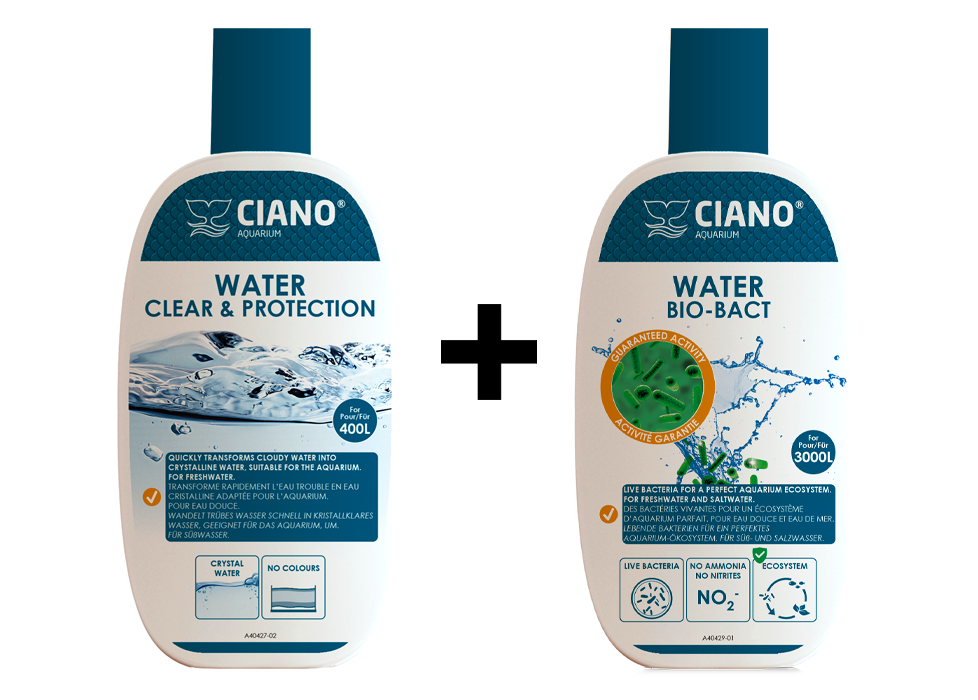 CIANO®
AQUARIUM
WATER
CLEAR & PROTECTION
For
Pour/Für
400L
QUICKLY TRANSFORMS CLOUDY WATER INTO
CRYSTALLINE WATER, SUITABLE FOR THE AQUARIUM.
FOR FRESHWATER.
TRANSFORME RAPIDEMENT L'EAU TROUBLE EN EAU
CRISTALLINE ADAPTÉE POUR L'AQUARIUM.
POUR EAU DOUCE.
WANDELT TRÜBES WASSER SCHNELL IN KRISTALLKLARES
WASSER, GEEIGNET FÜR DAS AQUARIUM, UM.
FÜR SÜßWASSER.
CRYSTAL
WATER
NO COLOURS
A40427-02
+
CIANO®
AQUARIUM
WATER
BIO-BACT
GUARANTEED ACTIVITY
ACTIVITÉ GARANTIE
For
Pour/Für
3000L
LIVE BACTERIA FOR A PERFECT AQUARIUM ECOSYSTEM.
FOR FRESHWATER AND SALTWATER.
DES BACTÉRIES VIVANTES POUR UN ÉCOSYSTÈME
D'AQUARIUM PARFAIT. POUR EAU DOUCE ET EAU DE MER.
LEBENDE BAKTERIEN FÜR EIN PERFEKTES
AQUARIUM-ÖKOSYSTEM. FÜR SÜß- UND SALZWASSER.
LIVE BACTERIA
NO AMMONIA
NO NITRITES
NO₂⁻
ECOSYSTEM
A40429-01